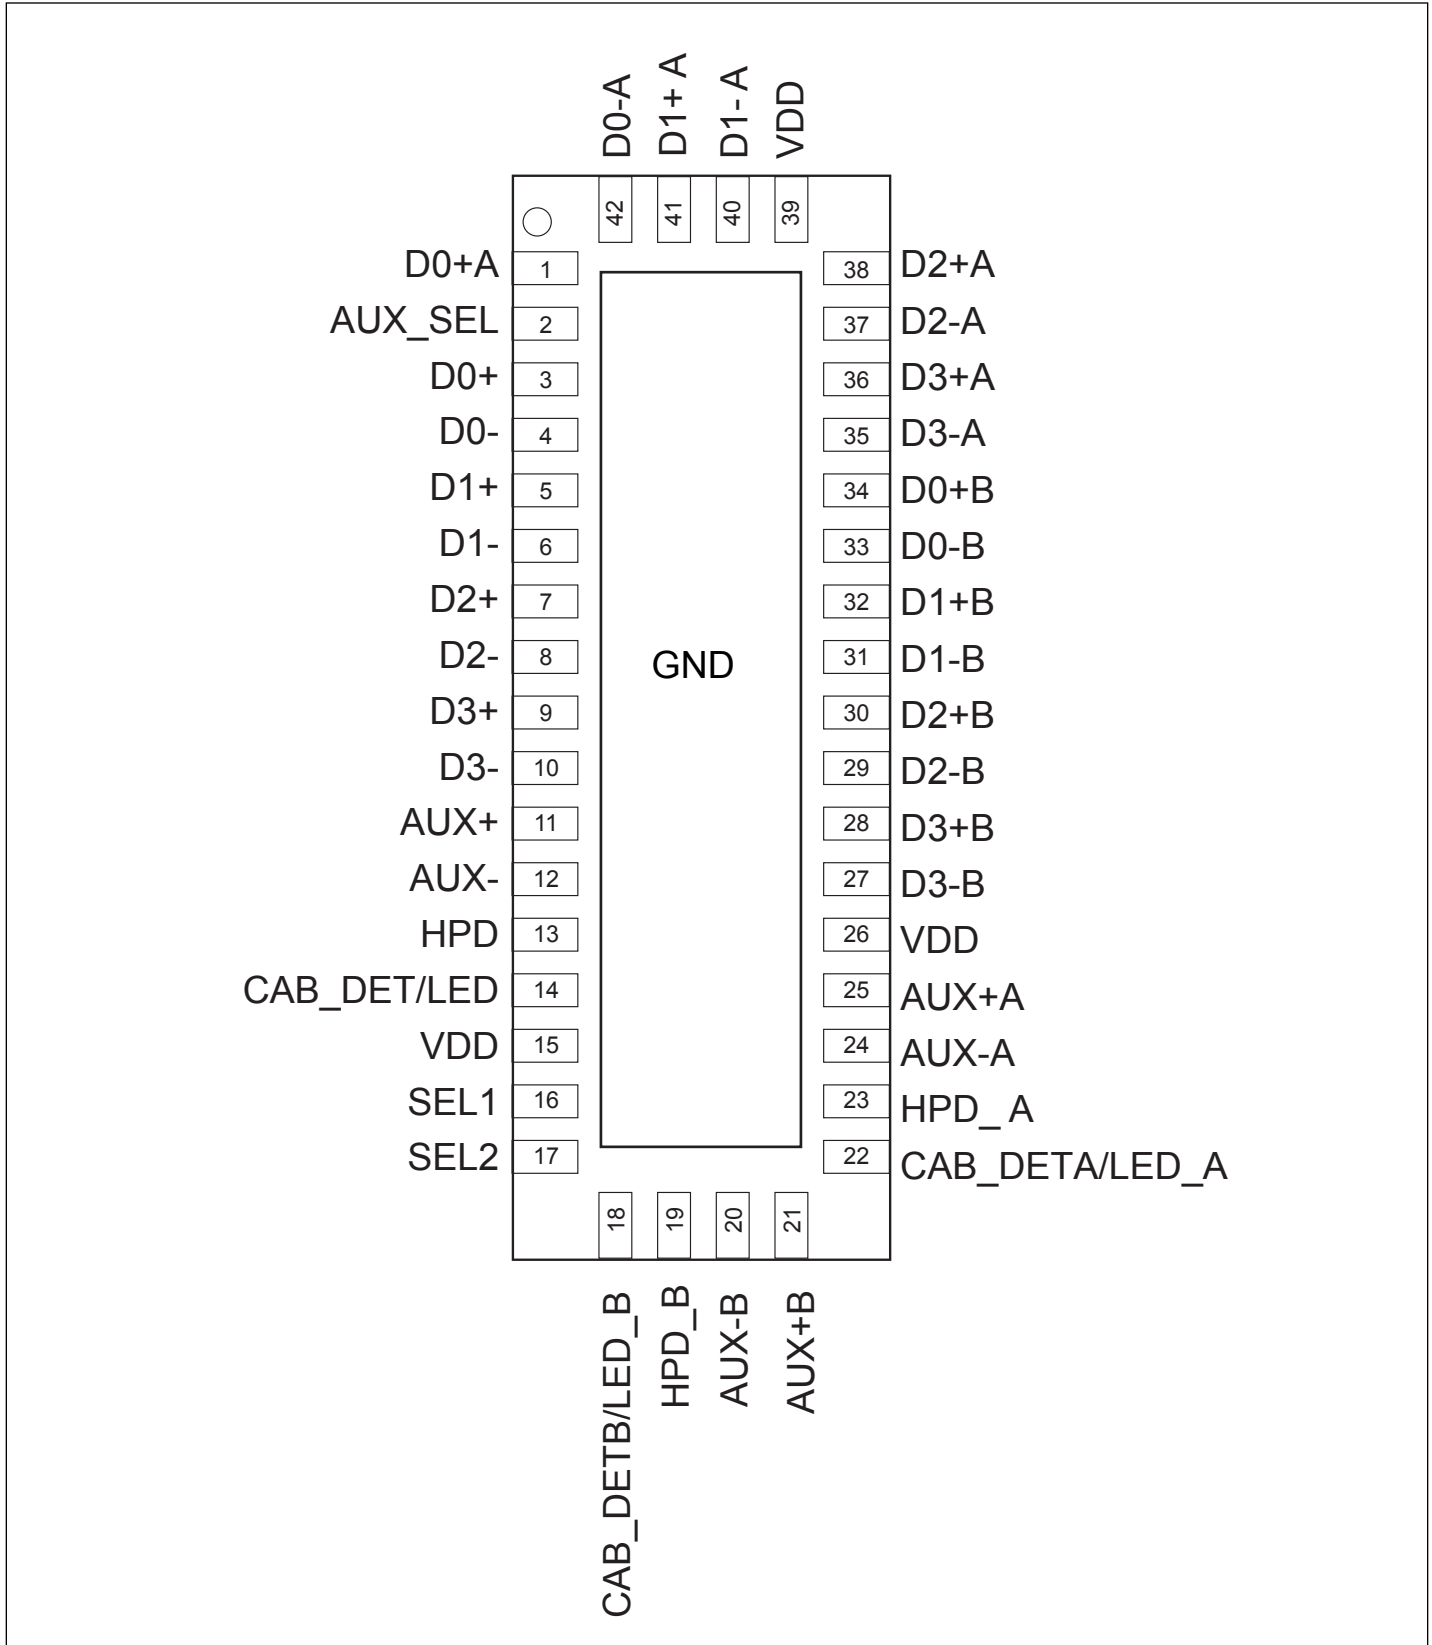 D0-A
D1+ A
D1- A
VDD
42
41
40
39
D0+A 1
38 D2+A
AUX_SEL 2
37 D2-A
D0+ 3
36 D3+A
D0- 4
35 D3-A
D1+ 5
34 D0+B
D1- 6
33 D0-B
D2+ 7
32 D1+B
D2- 8
GND
31 D1-B
D3+ 9
30 D2+B
D3- 10
29 D2-B
AUX+ 11
28 D3+B
AUX- 12
27 D3-B
HPD 13
26 VDD
CAB_DET/LED 14
25 AUX+A
VDD 15
24 AUX-A
SEL1 16
23 HPD_ A
SEL2 17
22 CAB_DETA/LED_A
18
19
20
21
CAB_DETB/LED_B
HPD_B
AUX-B
AUX+B